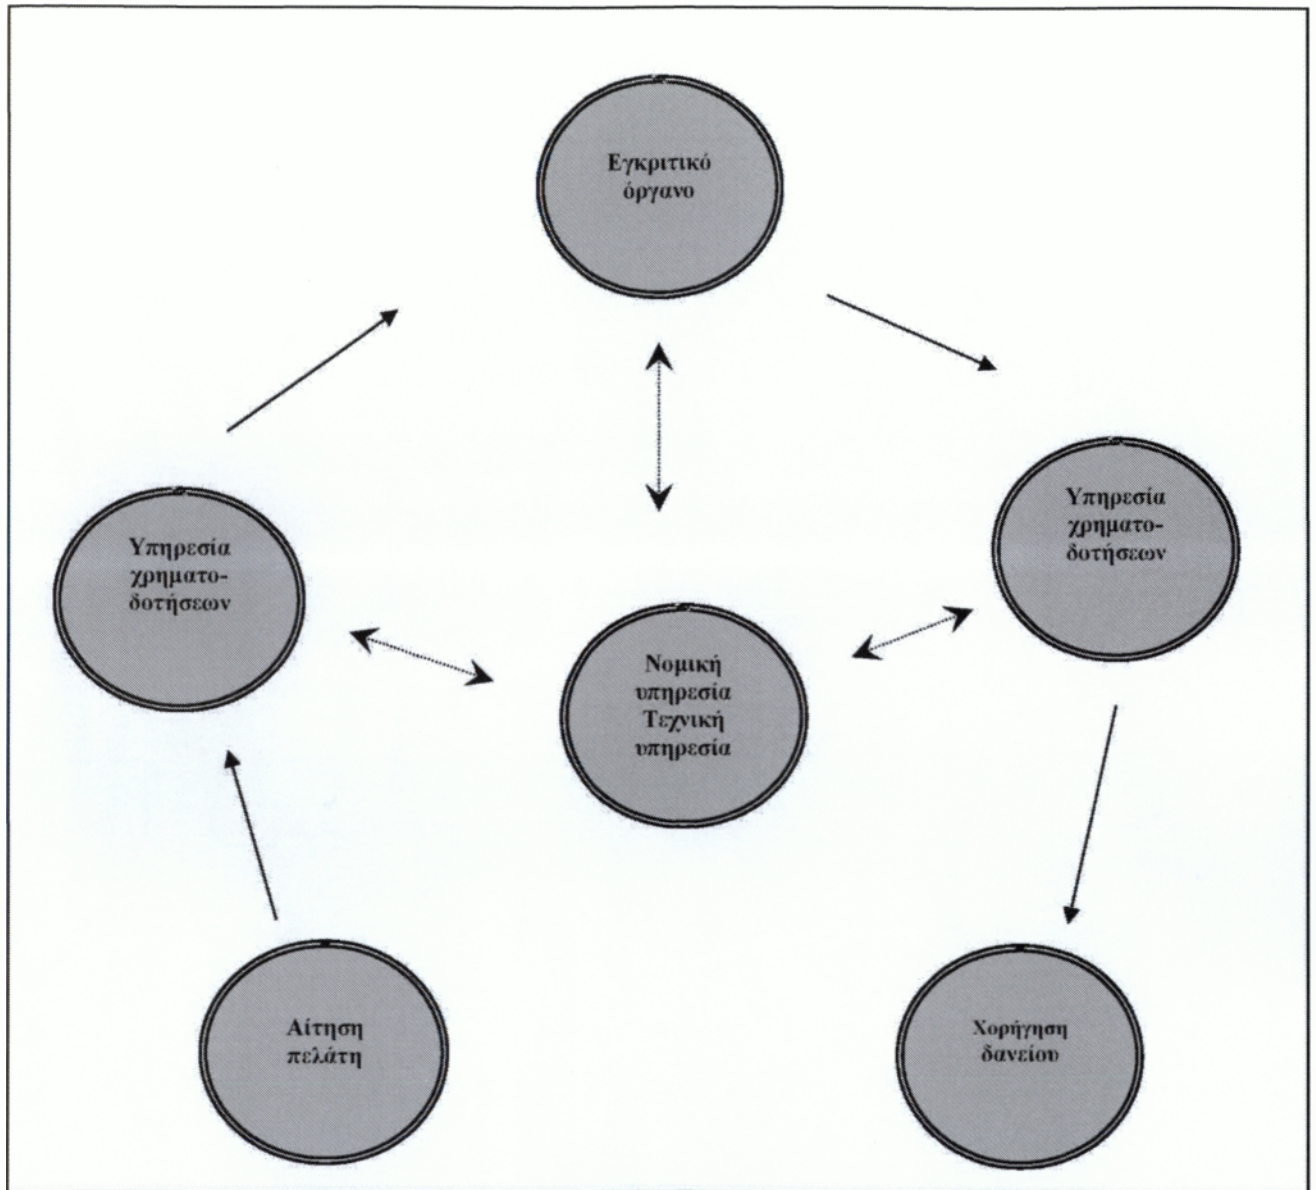 Εγκριτικό
όργανο
Υπηρεσία
χρηματο-
δοτήσεων
Υπηρεσία
χρηματο-
δοτήσεων
Νομική
υπηρεσία
Τεχνική
υπηρεσία
Αίτηση
πελάτη
Χορήγηση
δανείου